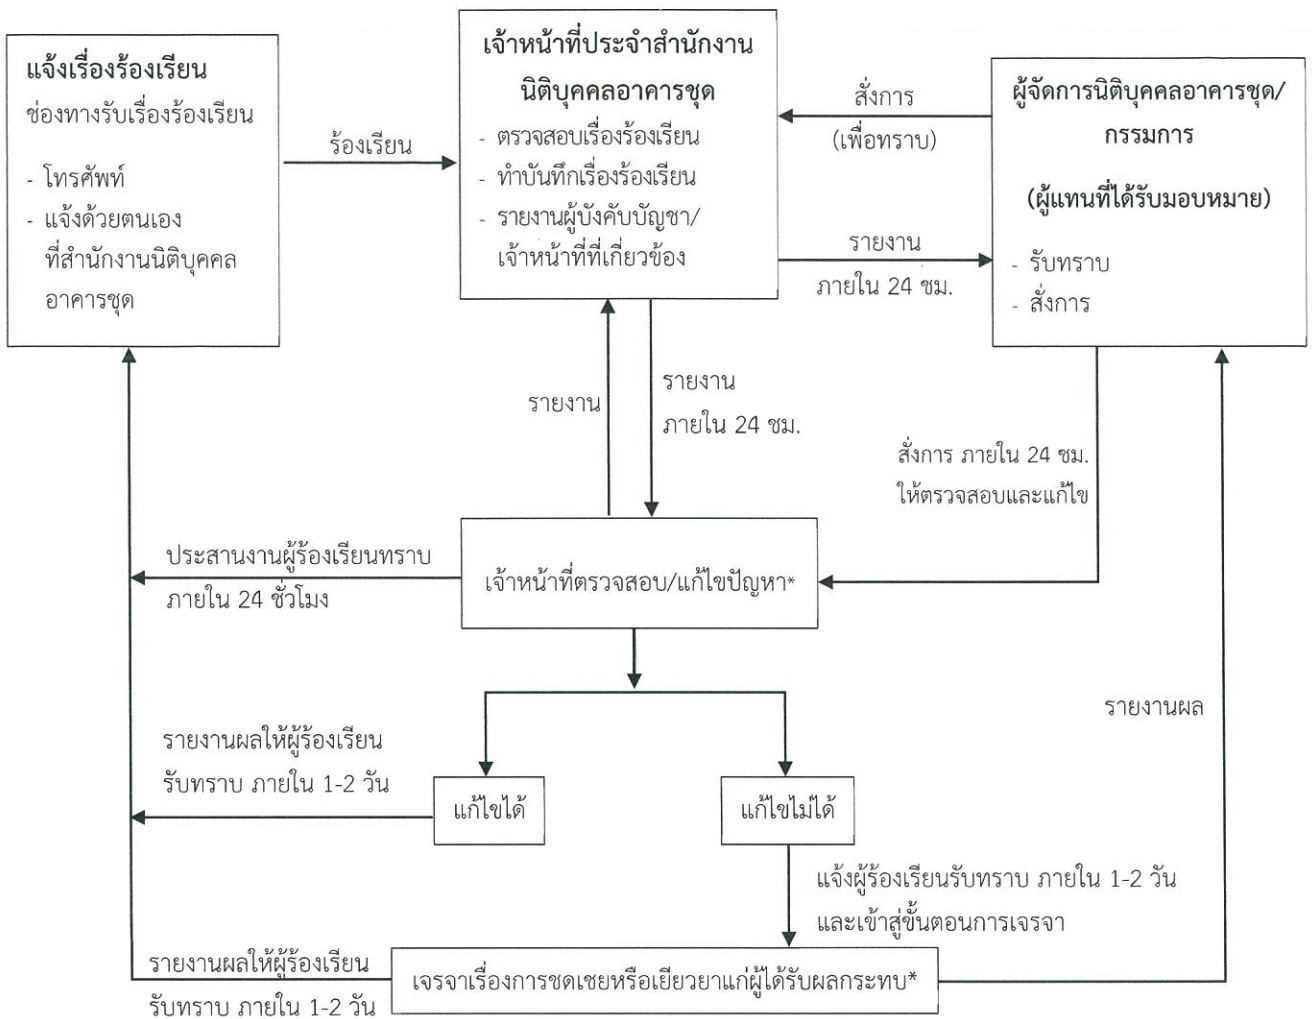 แจ้งเรื่องร้องเรียน
ช่องทางรับเรื่องร้องเรียน
- โทรศัพท์
- แจ้งด้วยตนเอง
ที่สำนักงานนิติบุคคล
อาคารชุด
ร้องเรียน
เจ้าหน้าที่ประจำสำนักงาน
นิติบุคคลอาคารชุด
- ตรวจสอบเรื่องร้องเรียน
- ทำบันทึกเรื่องร้องเรียน
- รายงานผู้บังคับบัญชา/
เจ้าหน้าที่ที่เกี่ยวข้อง
สั่งการ
(เพื่อทราบ)
รายงาน
ภายใน 24 ชม.
ผู้จัดการนิติบุคคลอาคารชุด/
กรรมการ
(ผู้แทนที่ได้รับมอบหมาย)
- รับทราบ
- สั่งการ
รายงาน
รายงาน
ภายใน 24 ชม.
สั่งการ ภายใน 24 ชม.
ให้ตรวจสอบและแก้ไข
ประสานงานผู้ร้องเรียนทราบ
ภายใน 24 ชั่วโมง
เจ้าหน้าที่ตรวจสอบ/แก้ไขปัญหา*
รายงานผล
รายงานผลให้ผู้ร้องเรียน
รับทราบ ภายใน 1-2 วัน
แก้ไขได้
แก้ไขไม่ได้
แจ้งผู้ร้องเรียนรับทราบ ภายใน 1-2 วัน
และเข้าสู่ขั้นตอนการเจรจา
รายงานผลให้ผู้ร้องเรียน
รับทราบ ภายใน 1-2 วัน
เจรจาเรื่องการชดเชยหรือเยียวยาแก่ผู้ได้รับผลกระทบ*